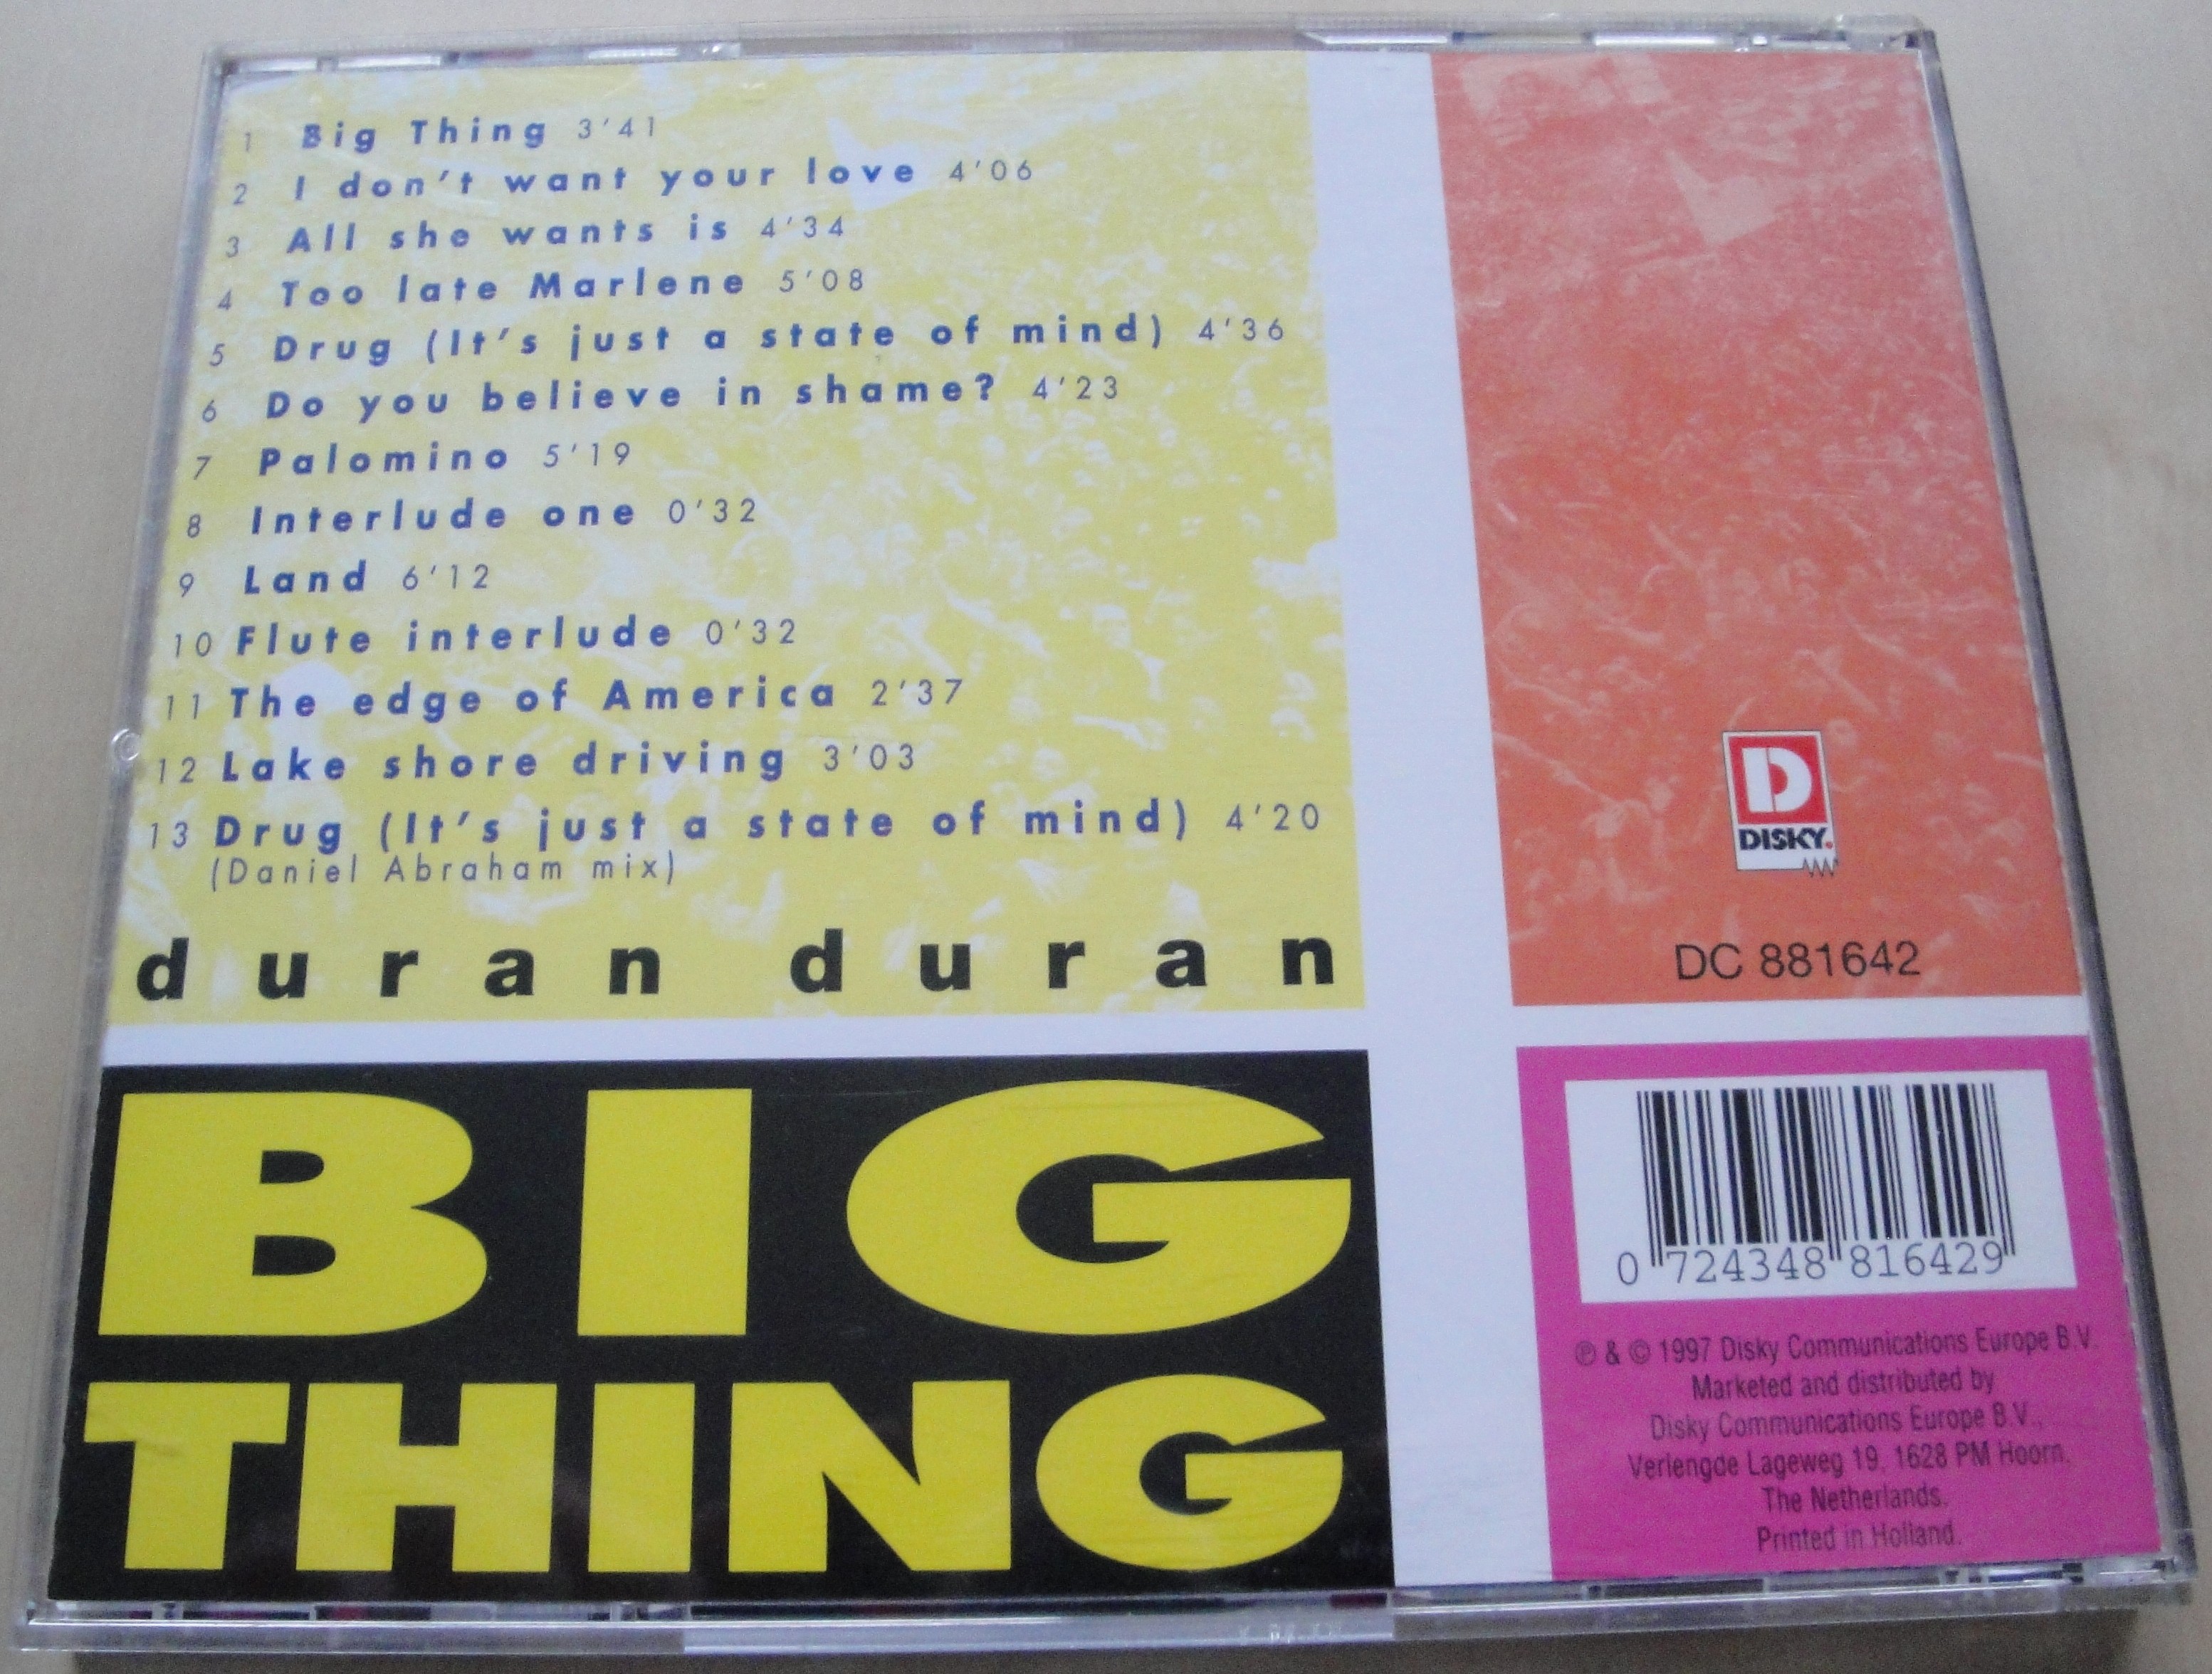 1 Big Thing 3'41
2 I don't want your love 4'06
3 All she wants is 4'34
4 Too late Marlene 5'08
5 Drug (It's just a state of mind) 4'36
6 Do you believe in shame? 4'23
7 Palomino 5'19
8 Interlude one 0'32
9 Land 6'12
10 Flute interlude 0'32
11 The edge of America 2'37
12 Lake shore driving 3'03
13 Drug (It's just a state of mind) 4'20
(Daniel Abraham mix)
duran duran
BIG
THING
D
DISKY.
DC 881642
0 724348 816429
℗ & © 1997 Disky Communications Europe B.V.
Marketed and distributed by
Disky Communications Europe B.V.,
Verlengde Lageweg 19, 1628 PM Hoorn,
The Netherlands.
Printed in Holland.